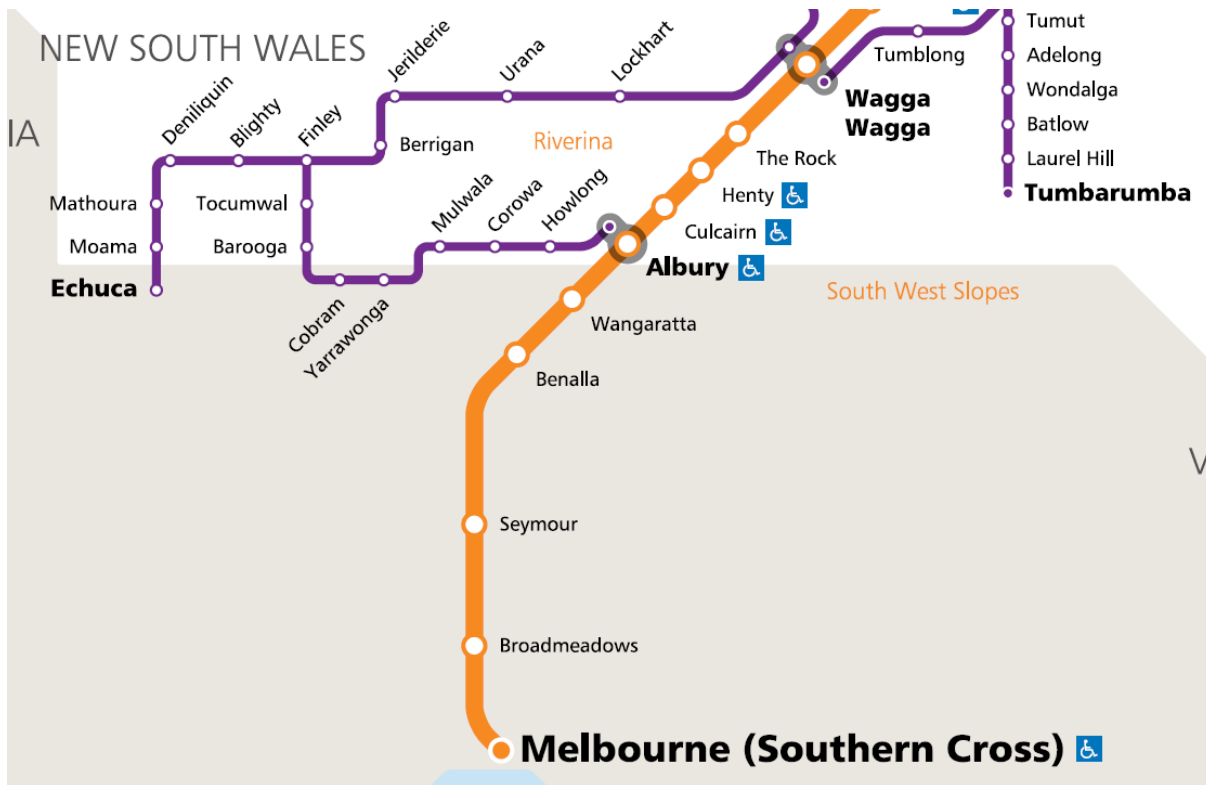 NEW SOUTH WALES
IA
Deniliquin
Blighty
Finley
Jerilderie
Urana
Lockhart
Berrigan
Riverina
Tumblong
Wagga
Wagga
Tumut
Adelong
Wondalga
Batlow
Laurel Hill
Tumbarumba
The Rock
Henty
Culcairn
Albury
Mathoura
Moama
Echuca
Tocumwal
Barooga
Cobram
Yarrawonga
Mulwala
Corowa
Howlong
South West Slopes
Wangaratta
Benalla
V
Seymour
Broadmeadows
Melbourne (Southern Cross)